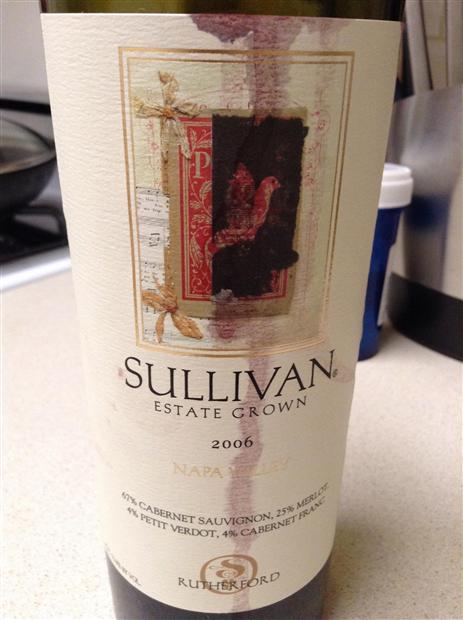 P
SULLIVAN®
ESTATE GROWN
2006
NAPA VALLEY
67% CABERNET SAUVIGNON, 25% MERLOT,
4% PETIT VERDOT, 4% CABERNET FRANC
S
RUTHERFORD